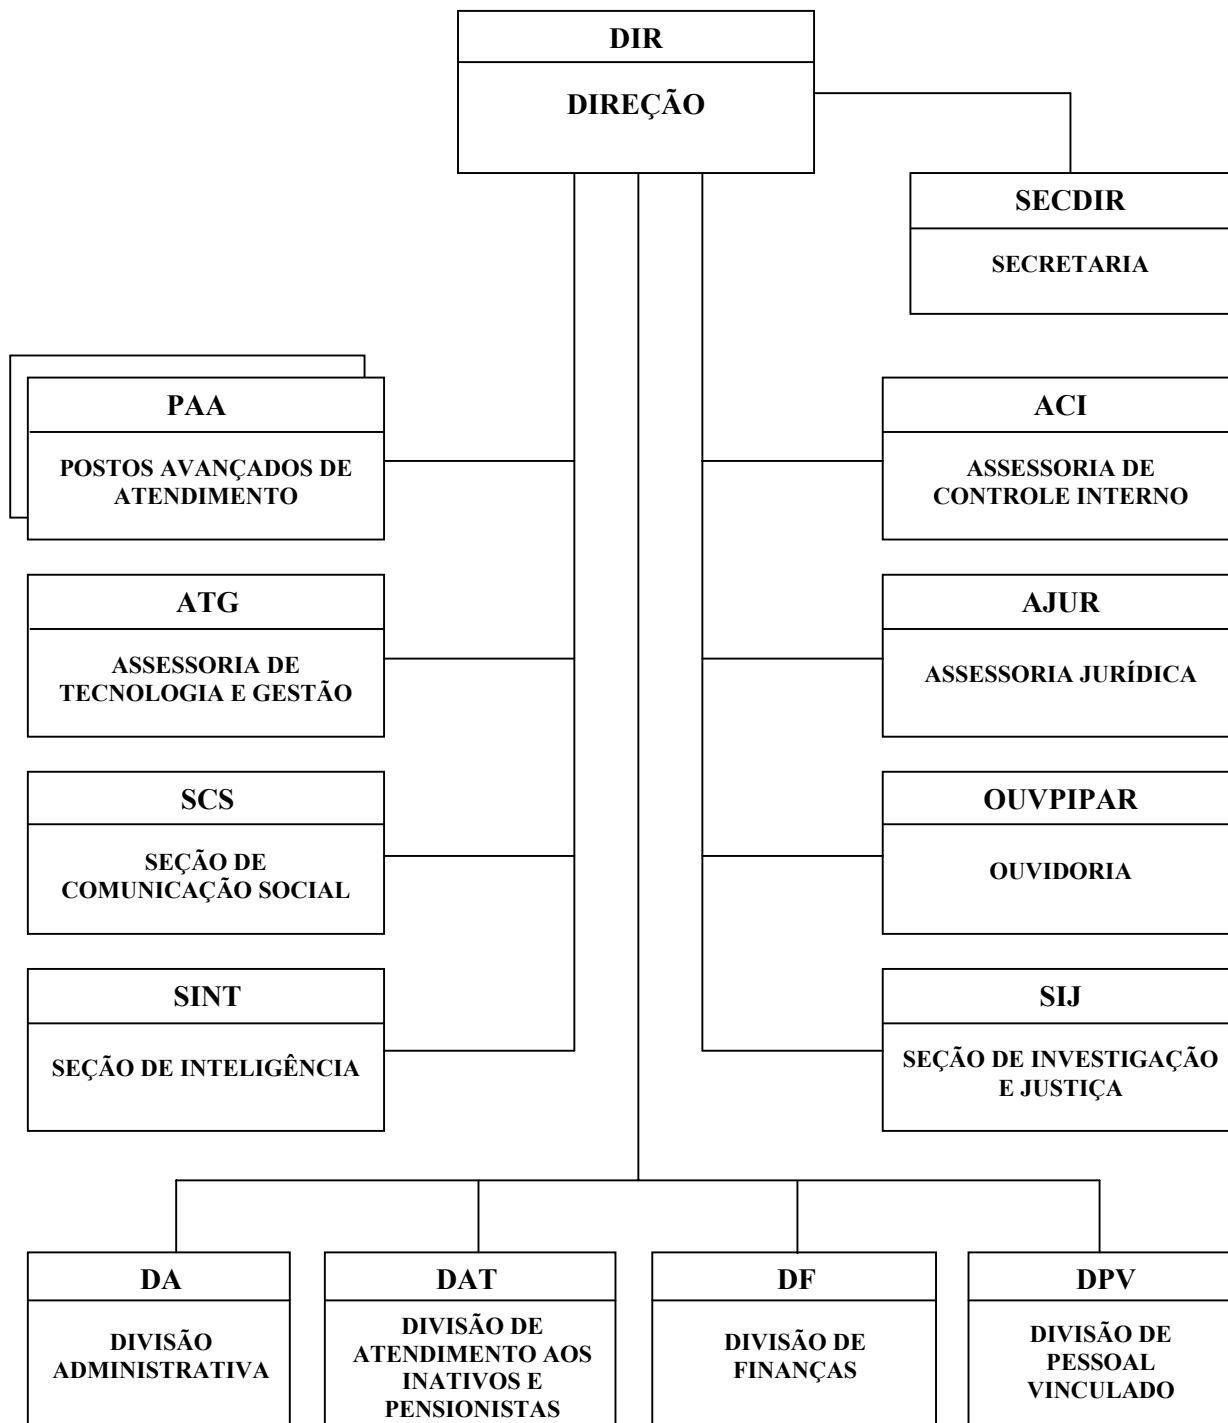 DIR
DIREÇÃO
SECDIR
SECRETARIA
PAA
POSTOS AVANÇADOS DE
ATENDIMENTO
ACI
ASSESSORIA DE
CONTROLE INTERNO
ATG
ASSESSORIA DE
TECNOLOGIA E GESTÃO
AJUR
ASSESSORIA JURÍDICA
SCS
SEÇÃO DE
COMUNICAÇÃO SOCIAL
OUVPIPAR
OUVIDORIA
SINT
SEÇÃO DE INTELIGÊNCIA
SIJ
SEÇÃO DE INVESTIGAÇÃO
E JUSTIÇA
DA
DIVISÃO
ADMINISTRATIVA
DAT
DIVISÃO DE
ATENDIMENTO AOS
INATIVOS E
PENSIONISTAS
DF
DIVISÃO DE
FINANÇAS
DPV
DIVISÃO DE
PESSOAL
VINCULADO